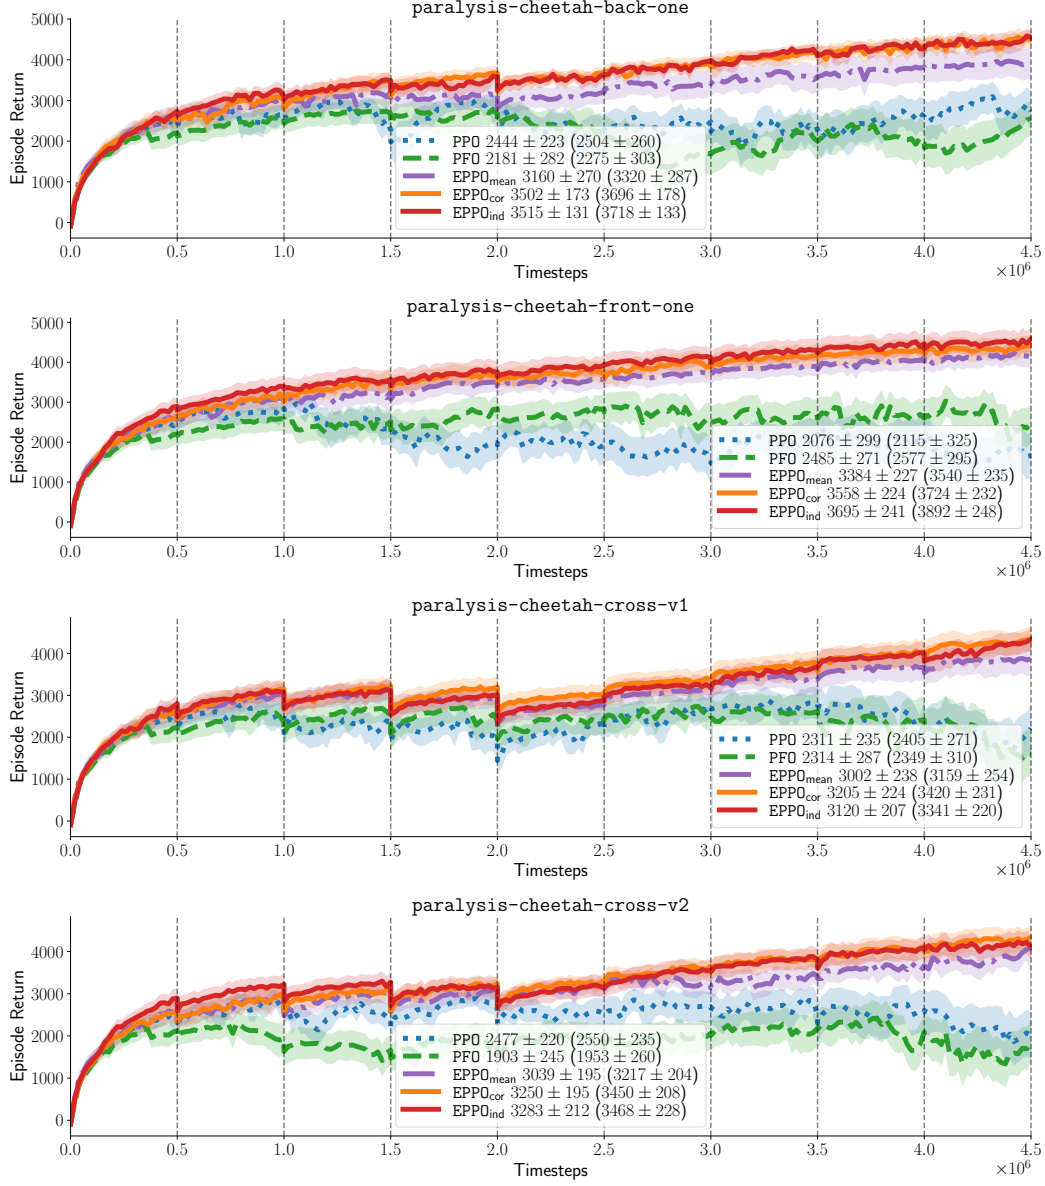 paralysis-cheetah-back-one
5000
4000
3000
2000
1000
0
Episode Return
PPO 2444 ± 223 (2504 ± 260)
PFO 2181 ± 282 (2275 ± 303)
EPPOmean 3160 ± 270 (3320 ± 287)
EPPOcor 3502 ± 173 (3696 ± 178)
EPPOind 3515 ± 131 (3718 ± 133)
0.0 0.5 1.0 1.5 2.0 2.5 3.0 3.5 4.0 4.5
Timesteps
×10⁶
paralysis-cheetah-front-one
5000
4000
3000
2000
1000
0
Episode Return
PPO 2076 ± 299 (2115 ± 325)
PFO 2485 ± 271 (2577 ± 295)
EPPOmean 3384 ± 227 (3540 ± 235)
EPPOcor 3558 ± 224 (3724 ± 232)
EPPOind 3695 ± 241 (3892 ± 248)
0.0 0.5 1.0 1.5 2.0 2.5 3.0 3.5 4.0 4.5
Timesteps
×10⁶
paralysis-cheetah-cross-v1
4000
3000
2000
1000
0
Episode Return
PPO 2311 ± 235 (2405 ± 271)
PFO 2314 ± 287 (2349 ± 310)
EPPOmean 3002 ± 238 (3159 ± 254)
EPPOcor 3205 ± 224 (3420 ± 231)
EPPOind 3120 ± 207 (3341 ± 220)
0.0 0.5 1.0 1.5 2.0 2.5 3.0 3.5 4.0 4.5
Timesteps
×10⁶
paralysis-cheetah-cross-v2
4000
3000
2000
1000
0
Episode Return
PPO 2477 ± 220 (2550 ± 235)
PFO 1903 ± 245 (1953 ± 260)
EPPOmean 3039 ± 195 (3217 ± 204)
EPPOcor 3250 ± 195 (3450 ± 208)
EPPOind 3283 ± 212 (3468 ± 228)
0.0 0.5 1.0 1.5 2.0 2.5 3.0 3.5 4.0 4.5
Timesteps
×10⁶